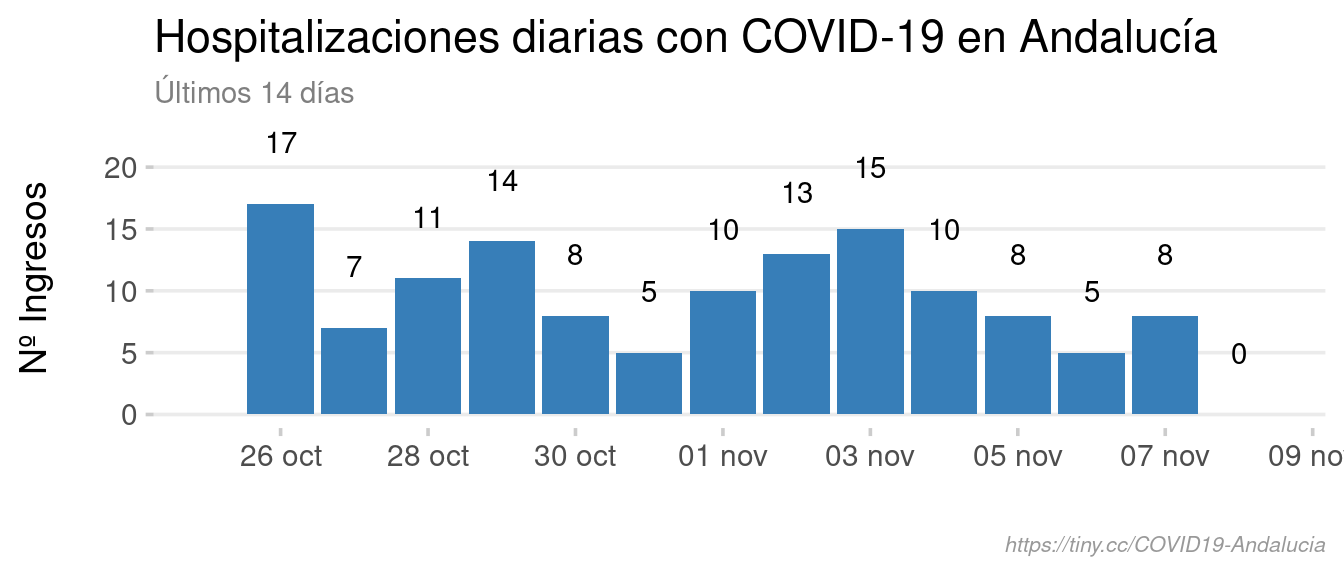 Hospitalizaciones diarias con COVID-19 en Andalucía
Últimos 14 días
Nº Ingresos
20
15
10
5
0
17
7
11
14
8
5
10
13
15
10
8
5
8
0
26 oct
28 oct
30 oct
01 nov
03 nov
05 nov
07 nov
09 no
https://tiny.cc/COVID19-Andalucia